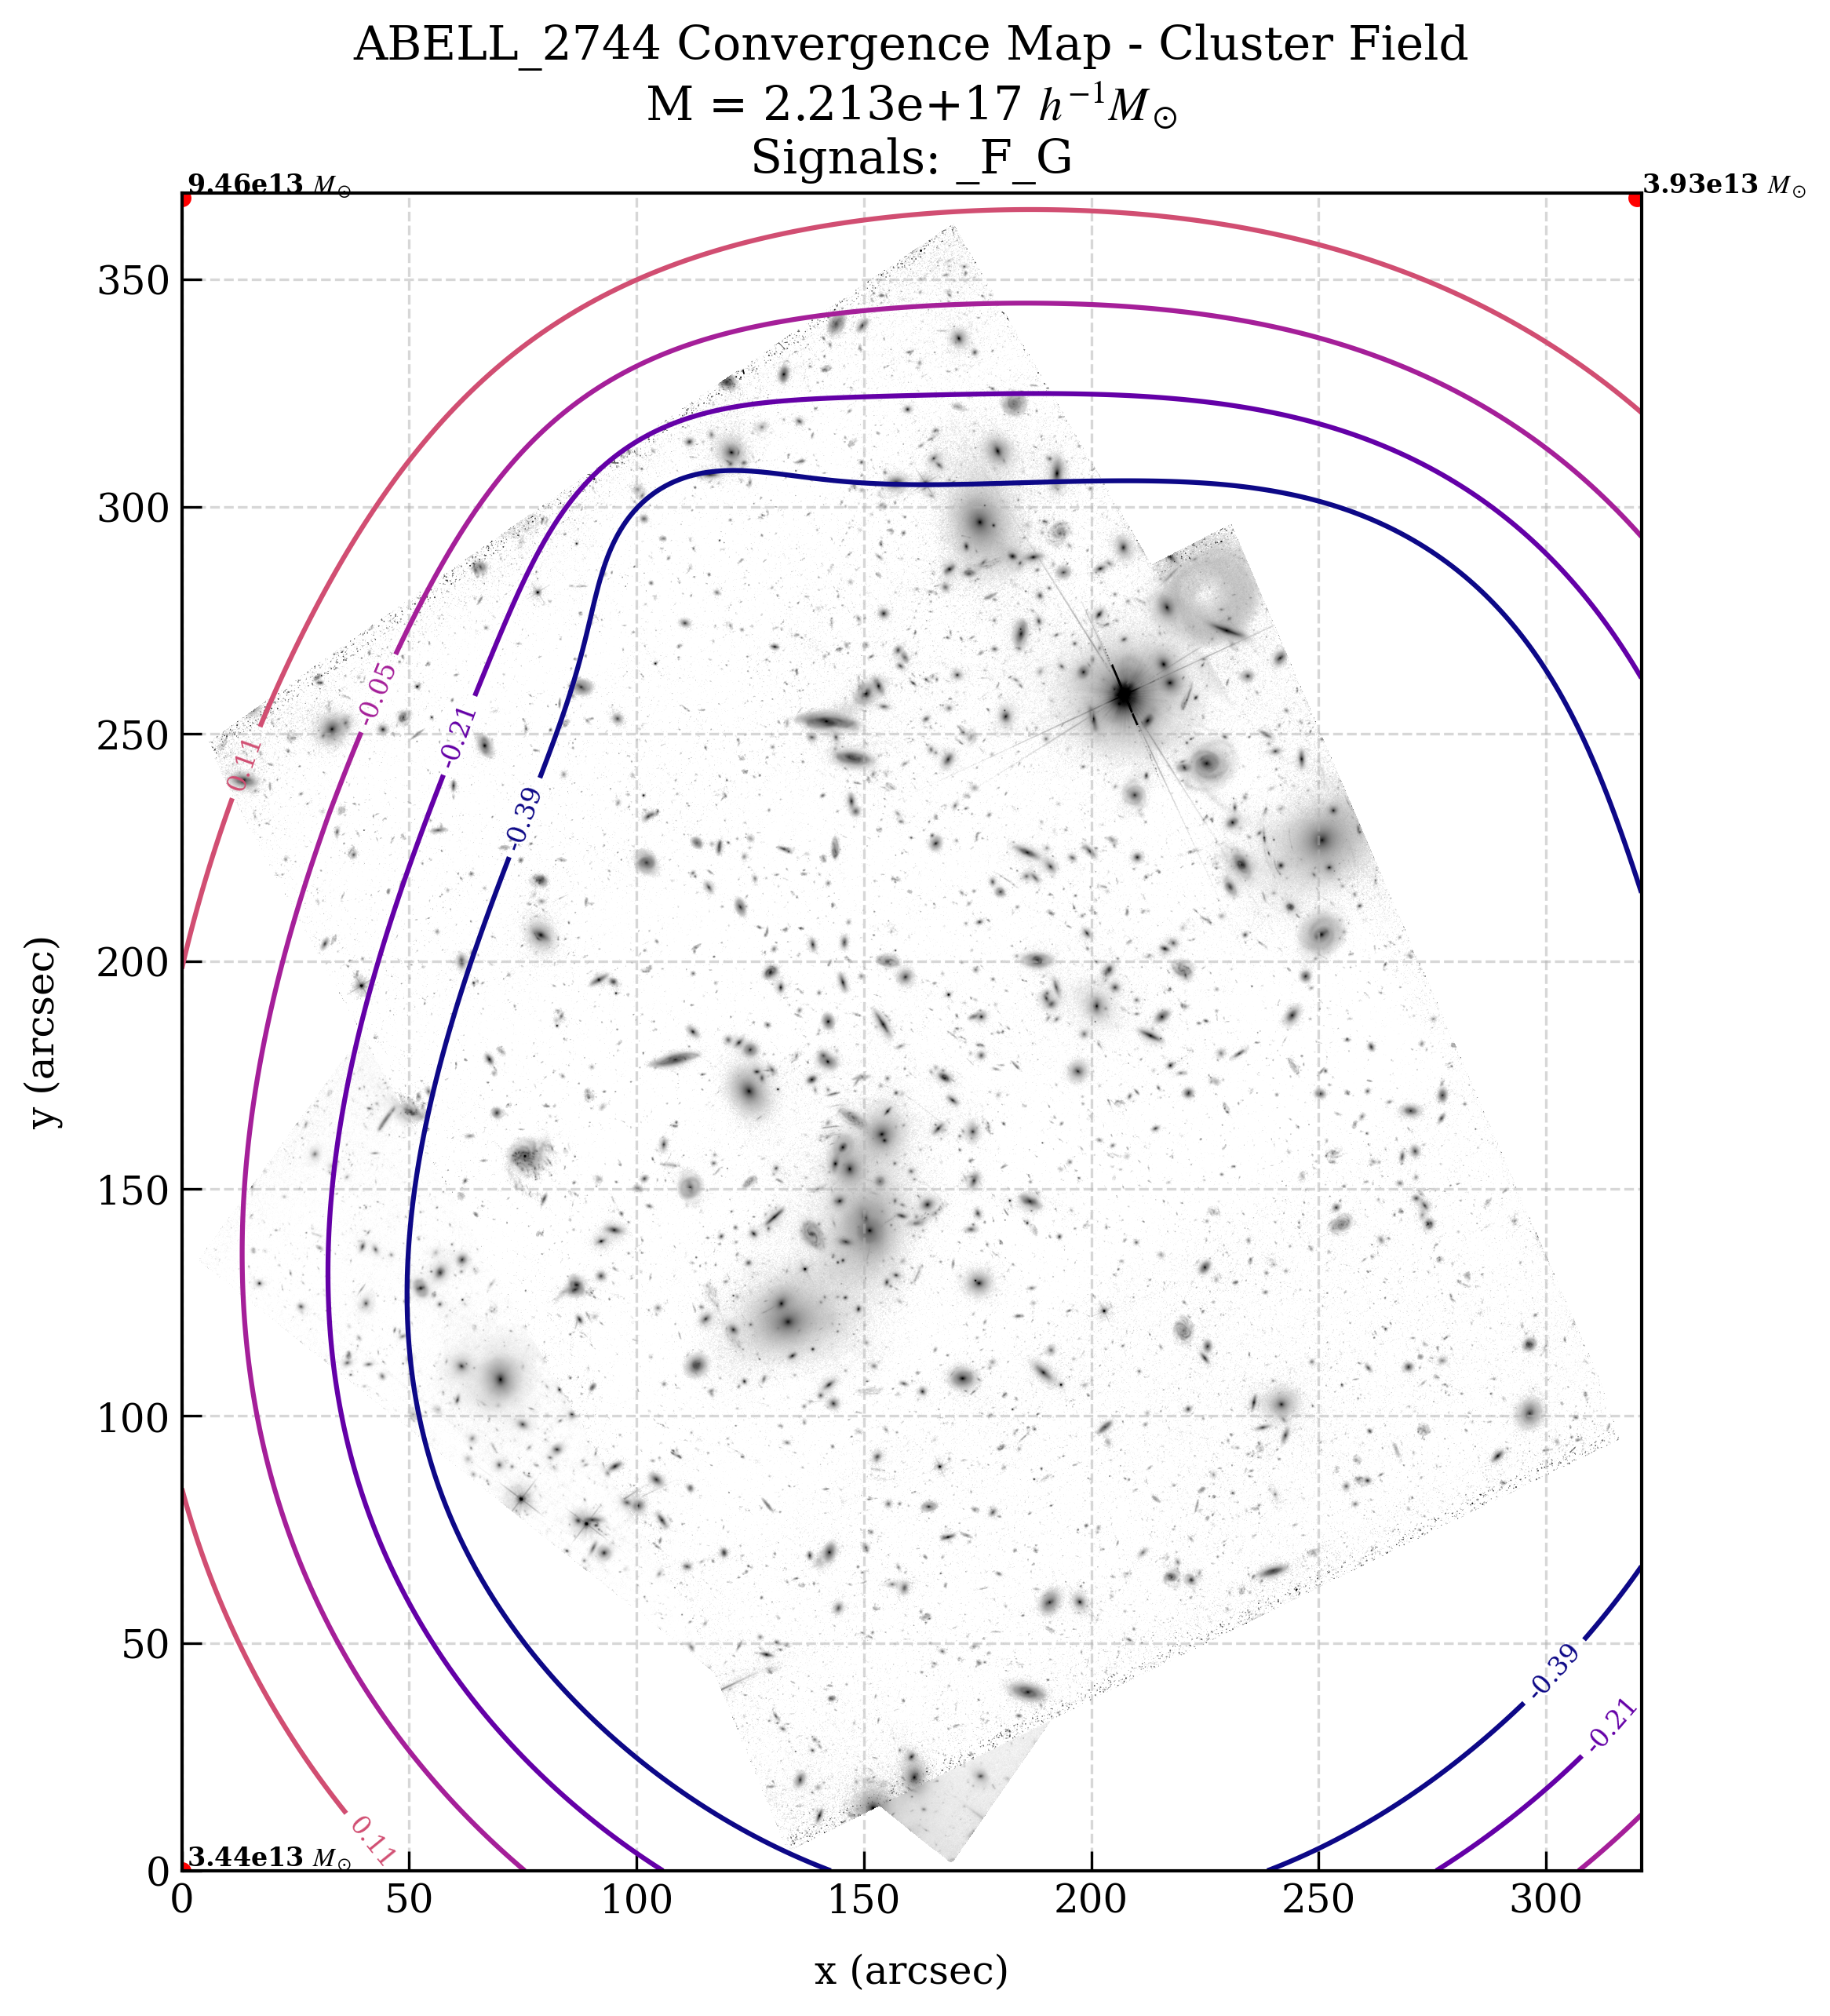 ABELL_2744 Convergence Map - Cluster Field
M = 2.213e+17 h⁻¹M⊙
Signals: _F_G
9.46e13 M⊙
3.93e13 M⊙
350
300
250
200
150
100
50
0
y (arcsec)
0.11
-0.05
-0.21
-0.39
-0.39
-0.21
0.11
3.44e13 M⊙
0
50
100
150
200
250
300
x (arcsec)